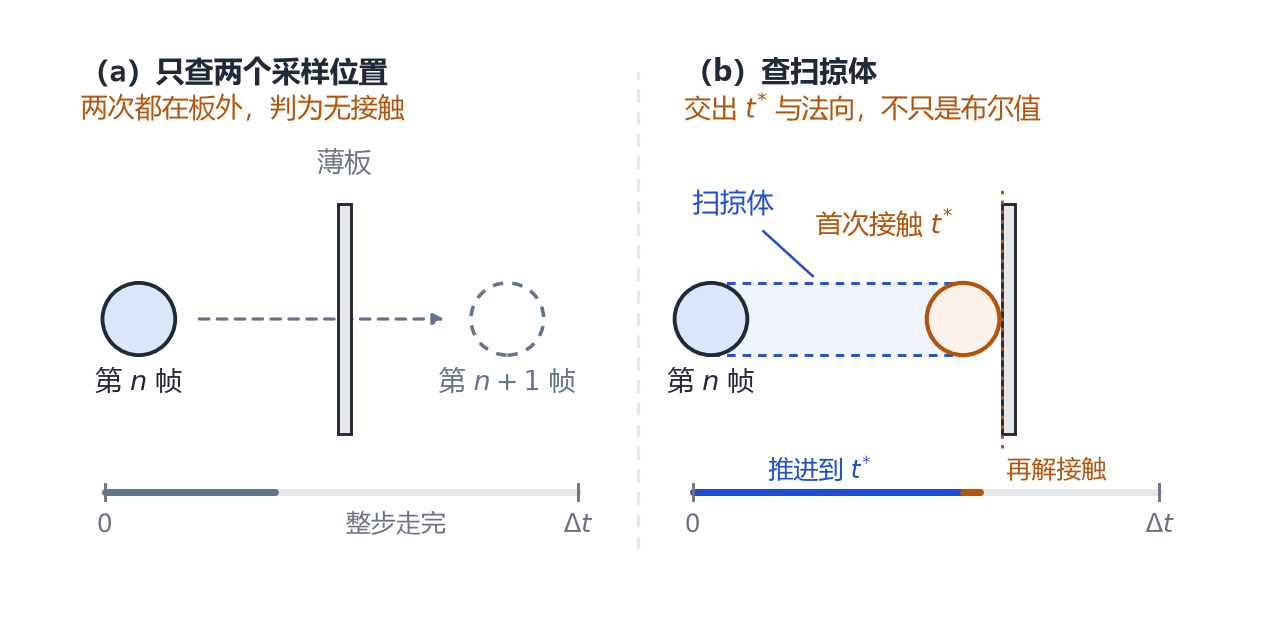 （a）只查两个采样位置
两次都在板外，判为无接触
薄板
第 n 帧
第 n + 1 帧
0
整步走完
Δt
（b）查扫掠体
交出 t* 与法向，不只是布尔值
扫掠体
首次接触 t*
第 n 帧
推进到 t*
再解接触
0
Δt